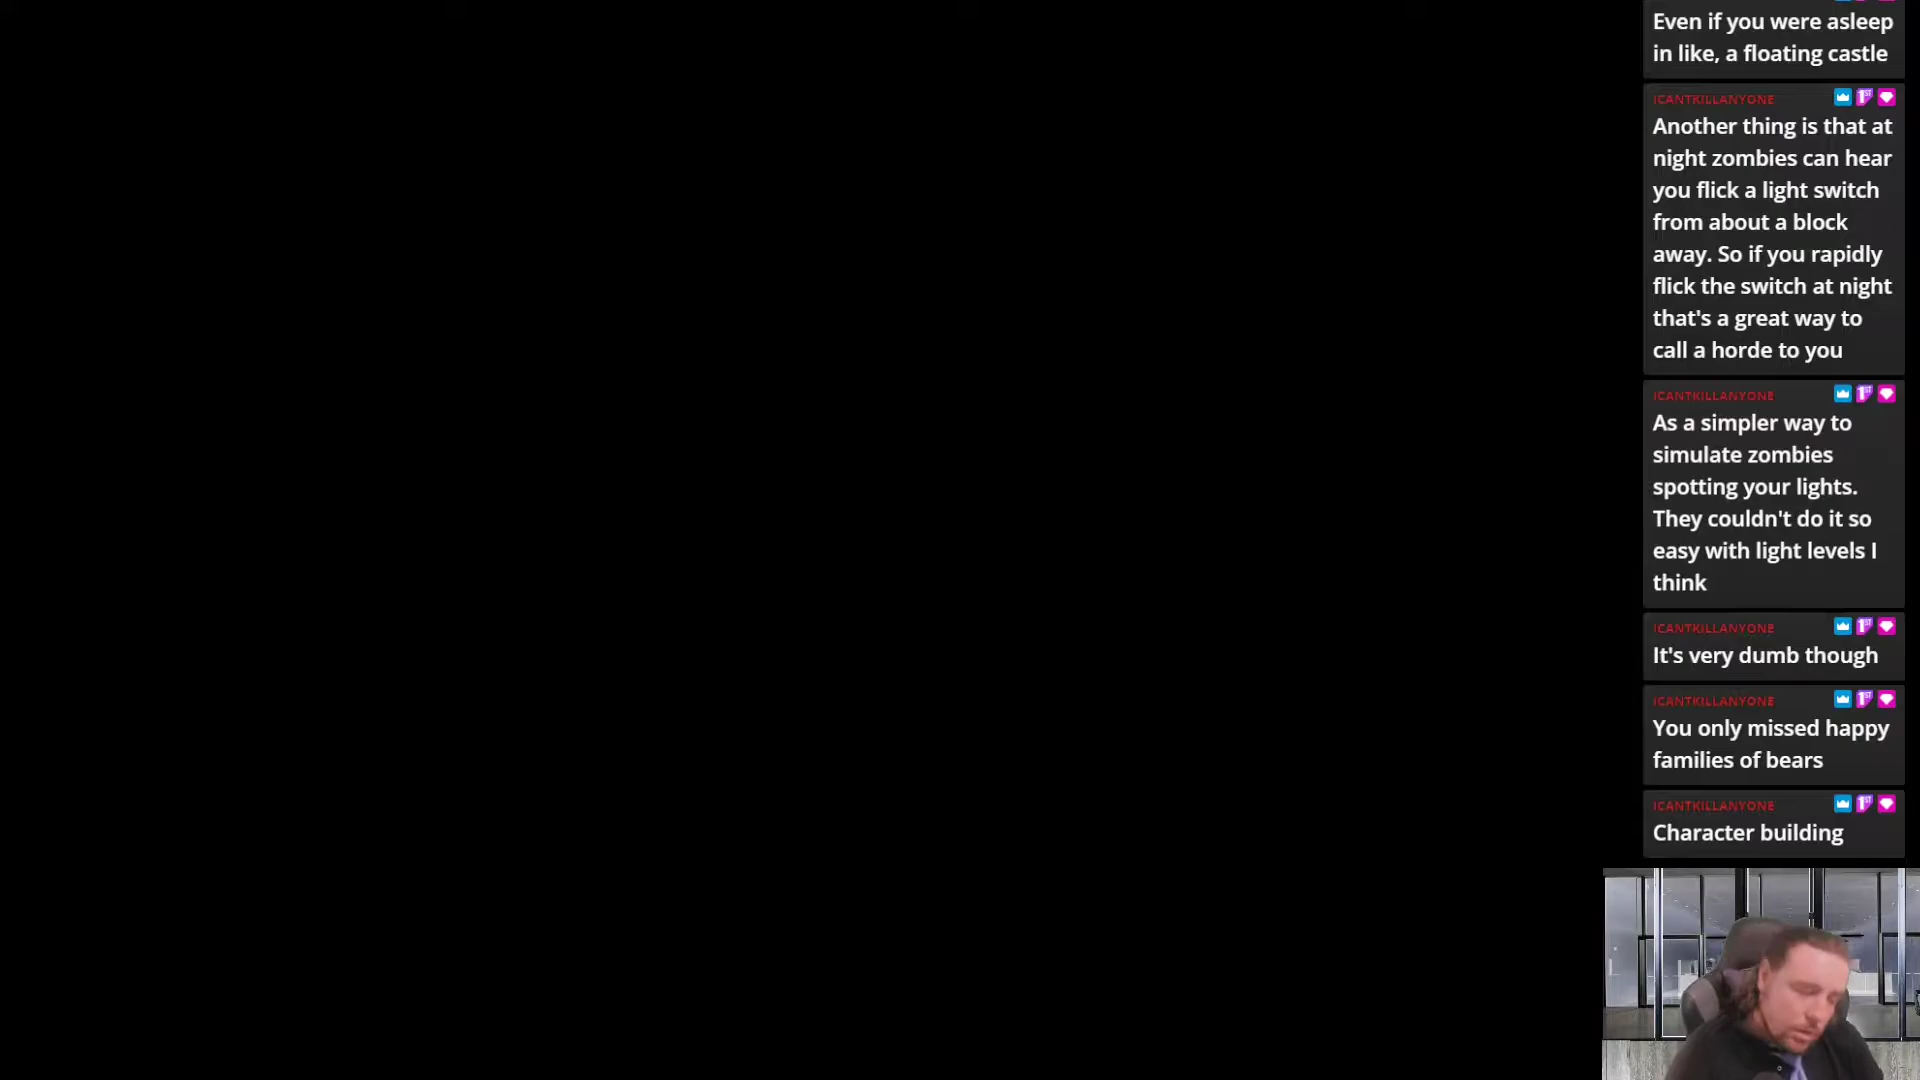 Even if you were asleep
in like, a floating castle
ICANTKILLANYONE
Another thing is that at
night zombies can hear
you flick a light switch
from about a block
away. So if you rapidly
flick the switch at night
that's a great way to
call a horde to you
ICANTKILLANYONE
As a simpler way to
simulate zombies
spotting your lights.
They couldn't do it so
easy with light levels I
think
ICANTKILLANYONE
It's very dumb though
ICANTKILLANYONE
You only missed happy
families of bears
ICANTKILLANYONE
Character building